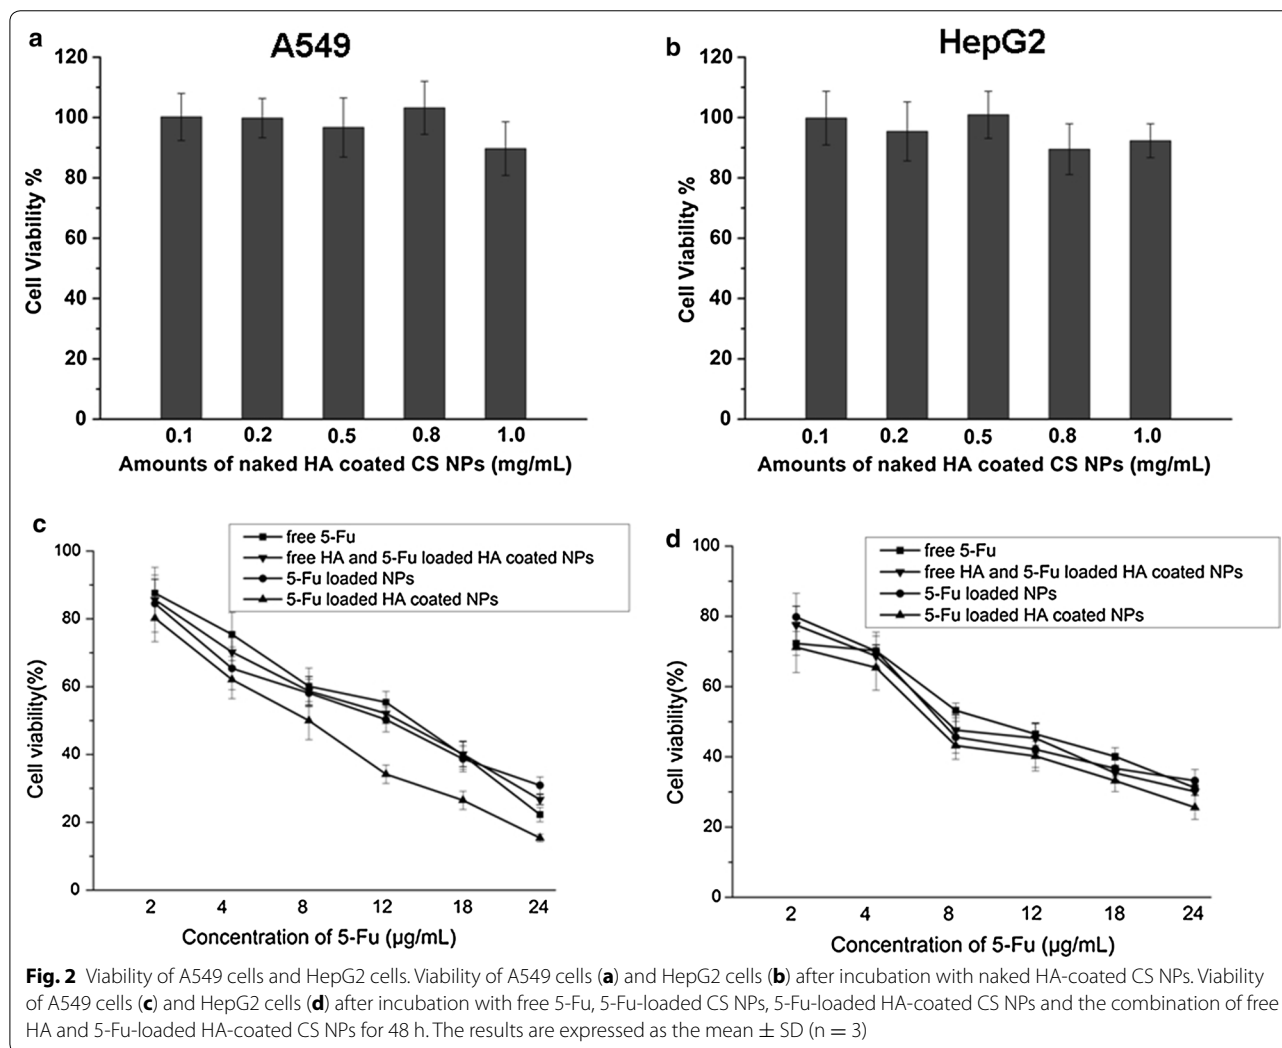 a
A549
120
100
80
60
40
20
0
Cell Viability %
0.1 0.2 0.5 0.8 1.0
Amounts of naked HA coated CS NPs (mg/mL)
b
HepG2
120
100
80
60
40
20
0
Cell Viability %
0.1 0.2 0.5 0.8 1.0
Amounts of naked HA coated CS NPs (mg/mL)
c
free 5-Fu
free HA and 5-Fu loaded HA coated NPs
5-Fu loaded NPs
5-Fu loaded HA coated NPs
100
80
60
40
20
0
Cell viability(%)
2 4 8 12 18 24
Concentration of 5-Fu (μg/mL)
d
free 5-Fu
free HA and 5-Fu loaded HA coated NPs
5-Fu loaded NPs
5-Fu loaded HA coated NPs
100
80
60
40
20
0
Cell viability(%)
2 4 8 12 18 24
Concentration of 5-Fu (μg/mL)
Fig. 2 Viability of A549 cells and HepG2 cells. Viability of A549 cells (a) and HepG2 cells (b) after incubation with naked HA-coated CS NPs. Viability
of A549 cells (c) and HepG2 cells (d) after incubation with free 5-Fu, 5-Fu-loaded CS NPs, 5-Fu-loaded HA-coated CS NPs and the combination of free
HA and 5-Fu-loaded HA-coated CS NPs for 48 h. The results are expressed as the mean ± SD (n = 3)